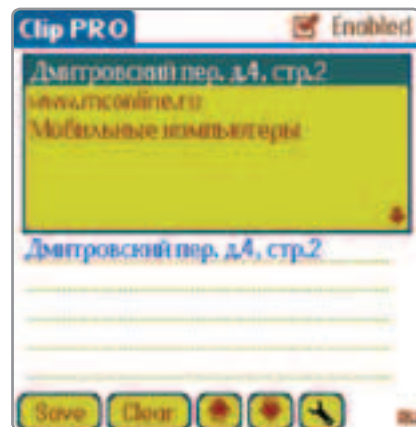 Clip PRO Enabled
Дмитровский пер. д.4, стр.2
www.mconline.ru
Мобильные компьютеры
Дмитровский пер. д.4, стр.2
Save Clear